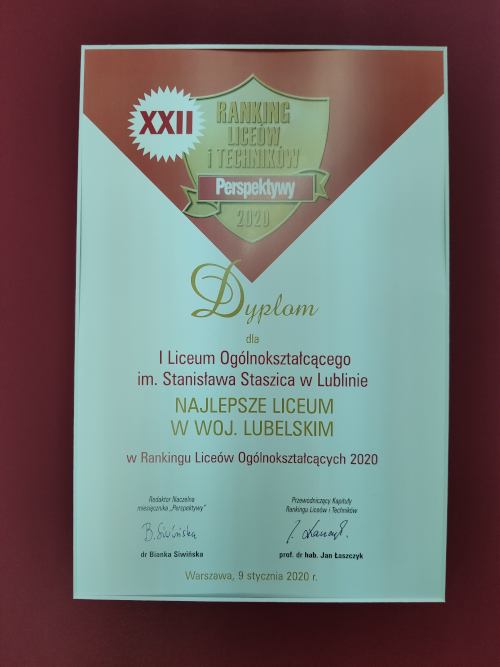 XXII
RANKING
LICEÓW
i TECHNIKÓW
Perspektywy
2020
Dyplom
dla
I Liceum Ogólnokształcącego
im. Stanisława Staszica w Lublinie
NAJLEPSZE LICEUM
W WOJ. LUBELSKIM
w Rankingu Liceów Ogólnokształcących 2020
Redaktor Naczelna
miesięcznika „Perspektywy”
B. Siwińska
dr Bianka Siwińska
Przewodniczący Kapituły
Rankingu Liceów i Techników
J. Łaszczyk
prof. dr hab. Jan Łaszczyk
Warszawa, 9 stycznia 2020 r.